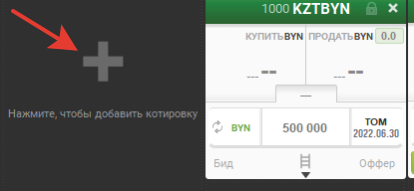 1000 KZTBYN
КУПИТЬ BYN ПРОДАТЬ BYN 0.0
--- -- --- --
Нажмите, чтобы добавить котировку
BYN 500 000 TOM
2022.06.30
Бид Оффер